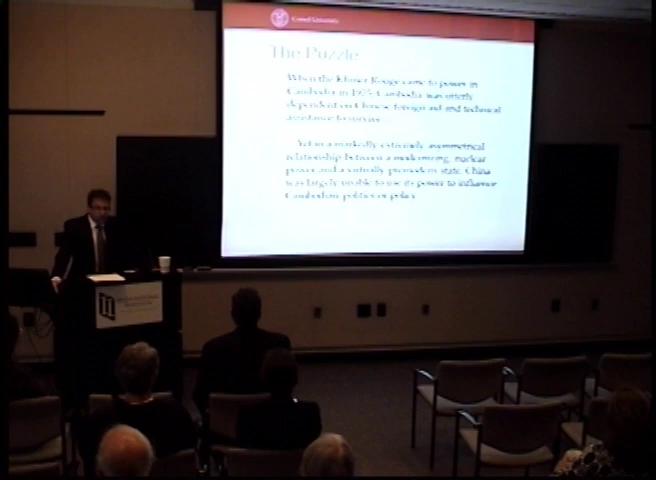 Cornell University
The Puzzle
When the Khmer Rouge came to power in
Cambodia in 1975, Cambodia was utterly
dependent on Chinese foreign aid and technical
assistance to survive.
Yet in a markedly extremely asymmetrical
relationship between a modernizing, nuclear
power and a virtually premodern state, China
was largely unable to use its power to influence
Cambodian politics or policy.